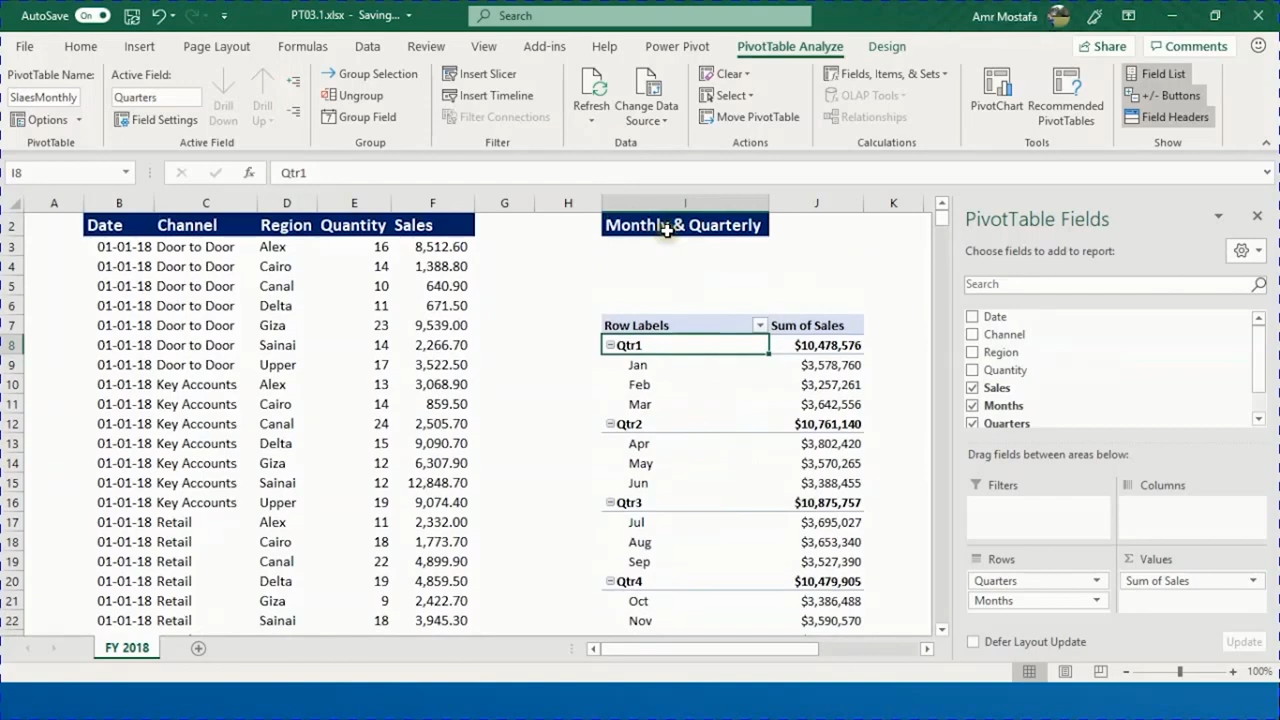 AutoSave On PT03.1.xlsx - Saving... Search Amr Mostafa
File Home Insert Page Layout Formulas Data Review View Add-ins Help Power Pivot PivotTable Analyze Design Share Comments
PivotTable Name: Active Field: Group Selection Insert Slicer Clear Fields, Items, & Sets Field List
SlaesMonthly Quarters Drill Down Drill Up Ungroup Insert Timeline Refresh Change Data Source Select OLAP Tools PivotChart Recommended PivotTables +/- Buttons
Options Field Settings Group Field Filter Connections Move PivotTable Relationships Field Headers
PivotTable Active Field Group Filter Data Actions Calculations Tools Show
I8 fx Qtr1
A B C D E F G H I J K
2 Date Channel Region Quantity Sales Monthly & Quarterly
3 01-01-18 Door to Door Alex 16 8,512.60
4 01-01-18 Door to Door Cairo 14 1,388.80
5 01-01-18 Door to Door Canal 10 640.90
6 01-01-18 Door to Door Delta 11 671.50
7 01-01-18 Door to Door Giza 23 9,539.00 Row Labels Sum of Sales
8 01-01-18 Door to Door Sainai 14 2,266.70 Qtr1 $10,478,576
9 01-01-18 Door to Door Upper 17 3,522.50 Jan $3,578,760
10 01-01-18 Key Accounts Alex 13 3,068.90 Feb $3,257,261
11 01-01-18 Key Accounts Cairo 14 859.50 Mar $3,642,556
12 01-01-18 Key Accounts Canal 24 2,505.70 Qtr2 $10,761,140
13 01-01-18 Key Accounts Delta 15 9,090.70 Apr $3,802,420
14 01-01-18 Key Accounts Giza 12 6,307.90 May $3,570,265
15 01-01-18 Key Accounts Sainai 12 12,848.70 Jun $3,388,455
16 01-01-18 Key Accounts Upper 19 9,074.40 Qtr3 $10,875,757
17 01-01-18 Retail Alex 11 2,332.00 Jul $3,695,027
18 01-01-18 Retail Cairo 18 1,773.70 Aug $3,653,340
19 01-01-18 Retail Canal 22 4,899.90 Sep $3,527,390
20 01-01-18 Retail Delta 19 4,859.50 Qtr4 $10,479,905
21 01-01-18 Retail Giza 9 2,422.70 Oct $3,386,488
22 01-01-18 Retail Sainai 18 3,945.30 Nov $3,590,570
FY 2018
PivotTable Fields
Choose fields to add to report:
Search
Date
Channel
Region
Quantity
Sales
Months
Quarters
Drag fields between areas below:
Filters Columns
Rows Σ Values
Quarters Sum of Sales
Months
Defer Layout Update Update
100%